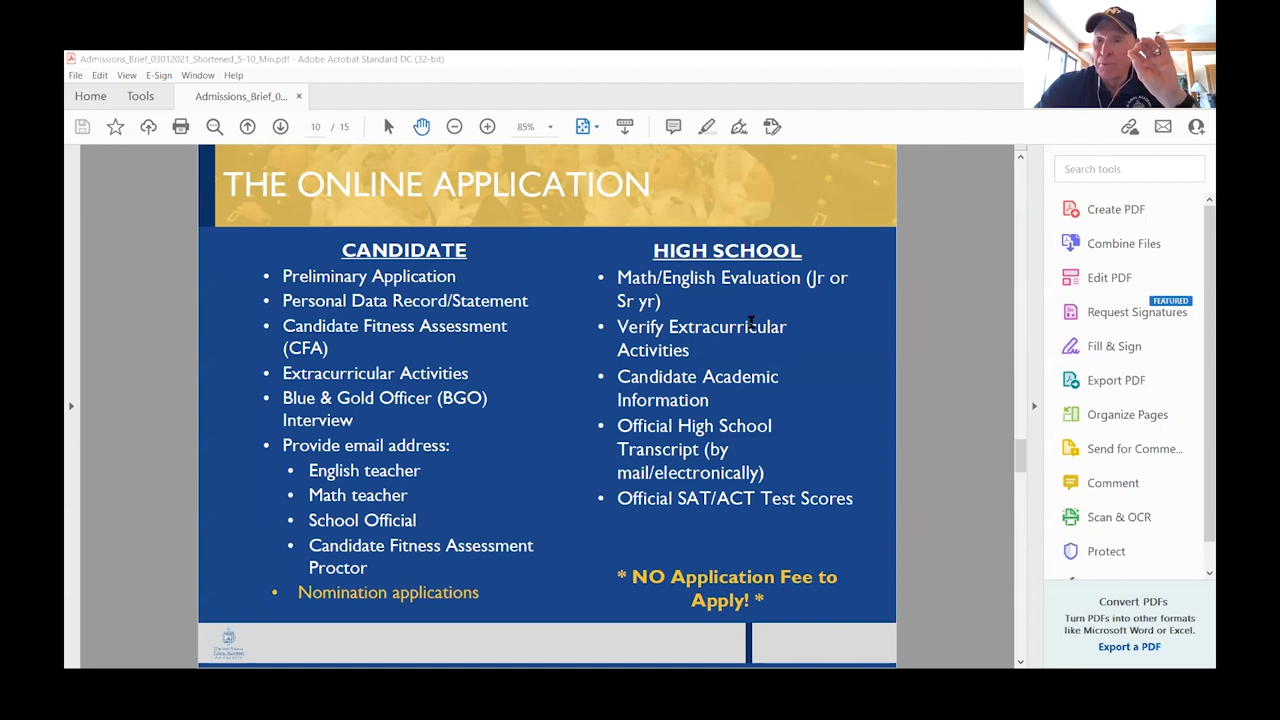 Admissions_Brief_03012021_Shortened_5-10_Min.pdf - Adobe Acrobat Standard DC (32-bit)
File Edit View E-Sign Window Help
Home Tools Admissions_Brief_0... ×
10 / 15 85%
THE ONLINE APPLICATION
CANDIDATE
• Preliminary Application
• Personal Data Record/Statement
• Candidate Fitness Assessment
(CFA)
• Extracurricular Activities
• Blue & Gold Officer (BGO)
Interview
• Provide email address:
• English teacher
• Math teacher
• School Official
• Candidate Fitness Assessment
Proctor
• Nomination applications
HIGH SCHOOL
• Math/English Evaluation (Jr or
Sr yr)
• Verify Extracurricular
Activities
• Candidate Academic
Information
• Official High School
Transcript (by
mail/electronically)
• Official SAT/ACT Test Scores
* NO Application Fee to
Apply! *
Search tools
Create PDF
Combine Files
Edit PDF
FEATURED
Request Signatures
Fill & Sign
Export PDF
Organize Pages
Send for Comme...
Comment
Scan & OCR
Protect
Convert PDFs
Turn PDFs into other formats
like Microsoft Word or Excel.
Export a PDF